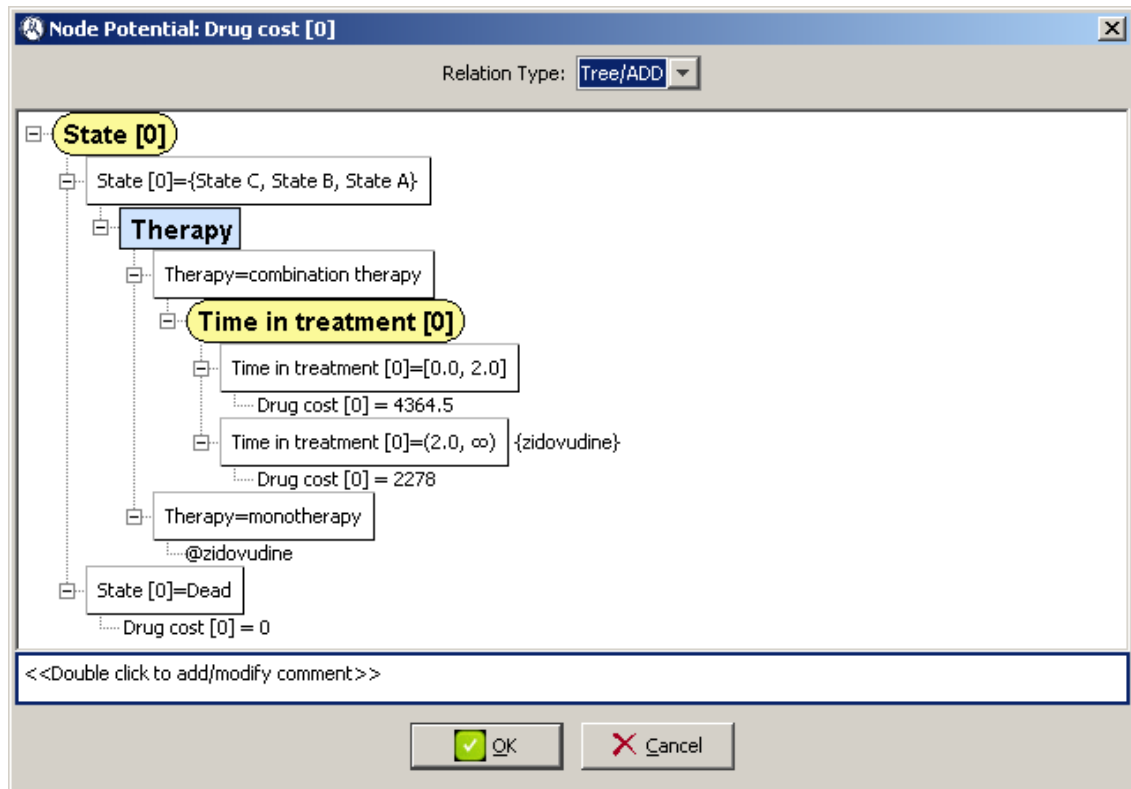 Node Potential: Drug cost [0]
Relation Type: Tree/ADD
State [0]
State [0]={State C, State B, State A}
Therapy
Therapy=combination therapy
Time in treatment [0]
Time in treatment [0]=[0.0, 2.0]
Drug cost [0] = 4364.5
Time in treatment [0]=(2.0, ∞) {zidovudine}
Drug cost [0] = 2278
Therapy=monotherapy
@zidovudine
State [0]=Dead
Drug cost [0] = 0
<<Double click to add/modify comment>>
OK Cancel